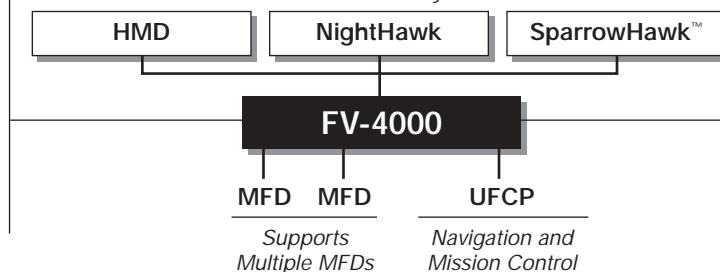 HMD NightHawk SparrowHawk™
FV-4000
MFD MFD UFCP
Supports Navigation and
Multiple MFDs Mission Control